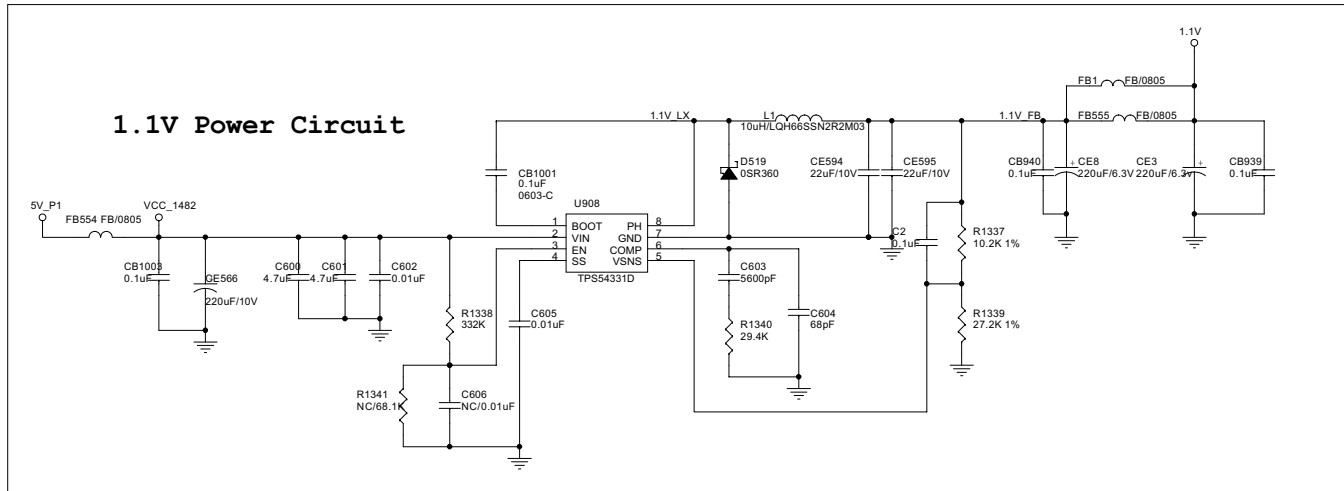 1.1V Power Circuit
1.1V
FB1 FB/0805
1.1V_LX
L1
10uH/LQH66SSN2R2M03
1.1V_FB
FB555 FB/0805
CB1001
0.1uF
0603-C
D519
0SR360
CE594
22uF/10V
CE595
22uF/10V
CB940
0.1uF
CE8
220uF/6.3V
CE3
220uF/6.3v
CB939
0.1uF
+
+
5V_P1
FB554 FB/0805
VCC_1482
U908
1 BOOT PH 8
2 VIN GND 7
3 EN COMP 6
4 SS VSNS 5
TPS54331D
C2
0.1uF
R1337
10.2K 1%
CB1003
0.1uF
CE566
220uF/10V
C600
4.7uF
C601
4.7uF
C602
0.01uF
C603
5600pF
R1338
332K
C605
0.01uF
R1340
29.4K
C604
68pF
R1339
27.2K 1%
R1341
NC/68.1K
C606
NC/0.01uF